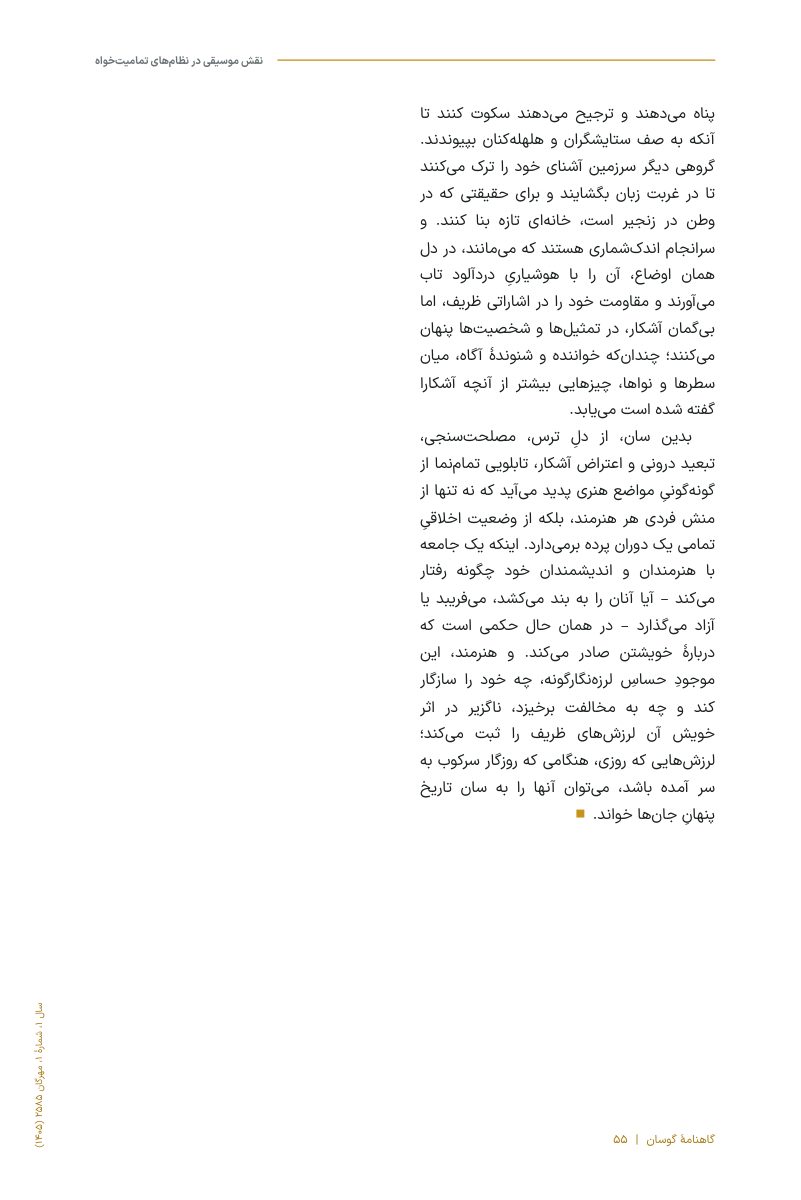 نقش موسیقی در نظام‌های تمامیت‌خواه
پناه می‌دهند و ترجیح می‌دهند سکوت کنند تا
آنکه به صف ستایشگران و هلهله‌کنان بپیوندند.
گروهی دیگر سرزمین آشنای خود را ترک می‌کنند
تا در غربت زبان بگشایند و برای حقیقتی که در
وطن در زنجیر است، خانه‌ای تازه بنا کنند. و
سرانجام اندک‌شماری هستند که می‌مانند، در دل
همان اوضاع، آن را با هوشیاریِ دردآلود تاب
می‌آورند و مقاومت خود را در اشاراتی ظریف، اما
بی‌گمان آشکار، در تمثیل‌ها و شخصیت‌ها پنهان
می‌کنند؛ چندان‌که خواننده و شنوندهٔ آگاه، میان
سطرها و نواها، چیزهایی بیشتر از آنچه آشکارا
گفته شده است می‌یابد.
بدین سان، از دلِ ترس، مصلحت‌سنجی،
تبعید درونی و اعتراض آشکار، تابلویی تمام‌نما از
گونه‌گونیِ مواضع هنری پدید می‌آید که نه تنها از
منش فردی هر هنرمند، بلکه از وضعیت اخلاقیِ
تمامی یک دوران پرده برمی‌دارد. اینکه یک جامعه
با هنرمندان و اندیشمندان خود چگونه رفتار
می‌کند – آیا آنان را به بند می‌کشد، می‌فریبد یا
آزاد می‌گذارد – در همان حال حکمی است که
دربارهٔ خویشتن صادر می‌کند. و هنرمند، این
موجودِ حساسِ لرزه‌نگارگونه، چه خود را سازگار
کند و چه به مخالفت برخیزد، ناگزیر در اثر
خویش آن لرزش‌های ظریف را ثبت می‌کند؛
لرزش‌هایی که روزی، هنگامی که روزگار سرکوب به
سر آمده باشد، می‌توان آنها را به سان تاریخ
پنهانِ جان‌ها خواند. ■
سال ۱، شمارهٔ ۱، مهرگان ۲۵۸۵ (۱۴۰۵)
گاهنامهٔ گوسان | ۵۵